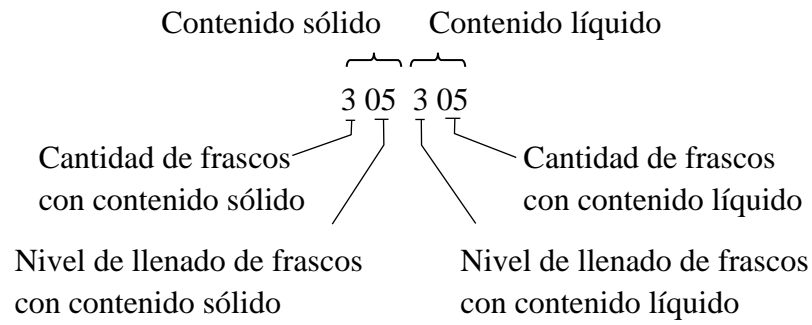 Contenido sólido Contenido líquido
3 05 3 05
Cantidad de frascos
con contenido sólido
Cantidad de frascos
con contenido líquido
Nivel de llenado de frascos
con contenido sólido
Nivel de llenado de frascos
con contenido líquido